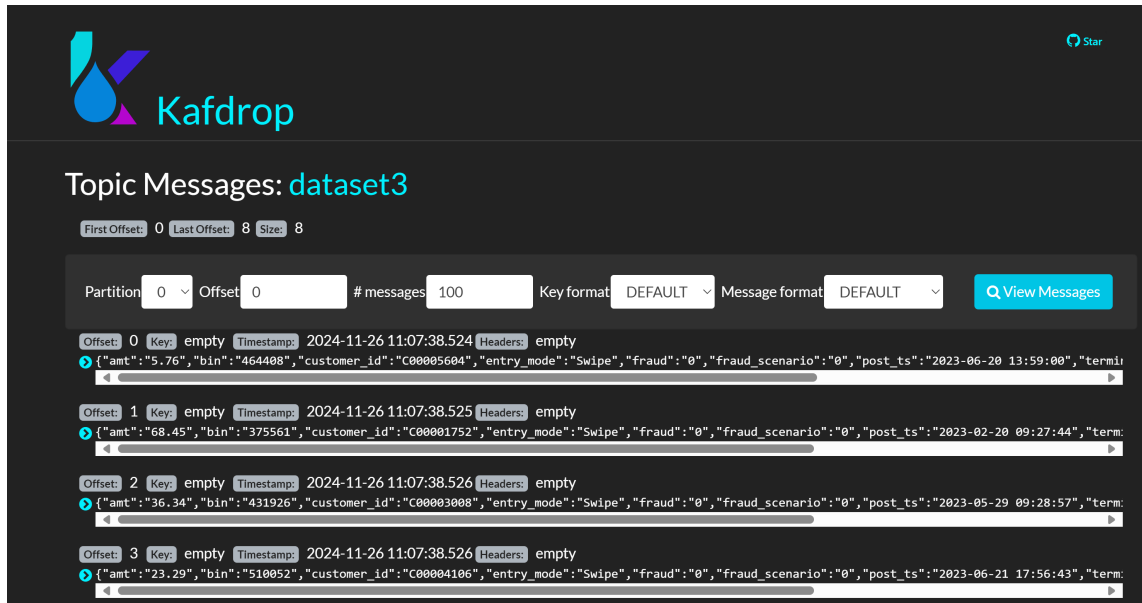 Star
Kafdrop
Topic Messages: dataset3
First Offset: 0 Last Offset: 8 Size: 8
Partition 0 Offset 0 # messages 100 Key format DEFAULT Message format DEFAULT View Messages
Offset: 0 Key: empty Timestamp: 2024-11-26 11:07:38.524 Headers: empty
{"amt":"5.76","bin":"464408","customer_id":"C00005604","entry_mode":"Swipe","fraud":"0","fraud_scenario":"0","post_ts":"2023-06-20 13:59:00","termin
Offset: 1 Key: empty Timestamp: 2024-11-26 11:07:38.525 Headers: empty
{"amt":"68.45","bin":"375561","customer_id":"C00001752","entry_mode":"Swipe","fraud":"0","fraud_scenario":"0","post_ts":"2023-02-20 09:27:44","termi
Offset: 2 Key: empty Timestamp: 2024-11-26 11:07:38.526 Headers: empty
{"amt":"36.34","bin":"431926","customer_id":"C00003008","entry_mode":"Swipe","fraud":"0","fraud_scenario":"0","post_ts":"2023-05-29 09:28:57","termi
Offset: 3 Key: empty Timestamp: 2024-11-26 11:07:38.526 Headers: empty
{"amt":"23.29","bin":"510052","customer_id":"C00004106","entry_mode":"Swipe","fraud":"0","fraud_scenario":"0","post_ts":"2023-06-21 17:56:43","termi